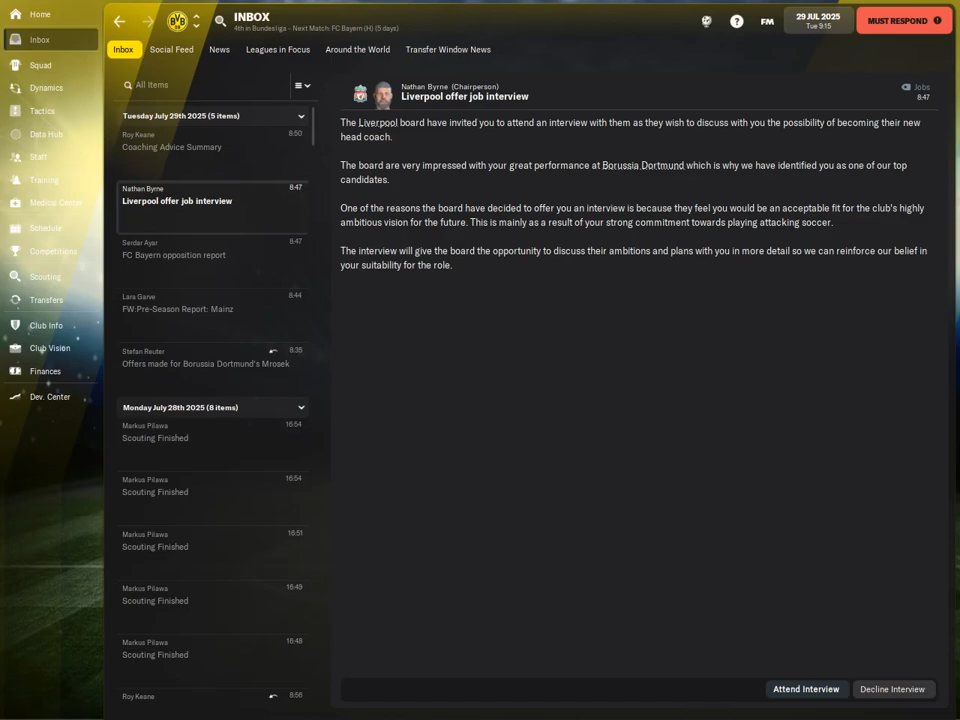 Home
Inbox
Squad
Dynamics
Tactics
Data Hub
Staff
Training
Medical Center
Schedule
Competitions
Scouting
Transfers
Club Info
Club Vision
Finances
Dev. Center
INBOX
4th in Bundesliga - Next Match: FC Bayern (H) (5 days)
FM
29 JUL 2025
Tue 9:15
MUST RESPOND
Inbox
Social Feed
News
Leagues in Focus
Around the World
Transfer Window News
All Items
Tuesday July 29th 2025 (5 items)
Roy Keane 8:50
Coaching Advice Summary
Nathan Byrne 8:47
Liverpool offer job interview
Serdar Ayar 8:47
FC Bayern opposition report
Lara Garve 8:44
FW:Pre-Season Report: Mainz
Stefan Reuter 8:35
Offers made for Borussia Dortmund's Mrosek
Monday July 28th 2025 (8 items)
Markus Pilawa 16:54
Scouting Finished
Markus Pilawa 16:54
Scouting Finished
Markus Pilawa 16:51
Scouting Finished
Markus Pilawa 16:49
Scouting Finished
Markus Pilawa 16:48
Scouting Finished
Roy Keane 8:56
Nathan Byrne (Chairperson)
Liverpool offer job interview
Jobs
8:47
The Liverpool board have invited you to attend an interview with them as they wish to discuss with you the possibility of becoming their new
head coach.
The board are very impressed with your great performance at Borussia Dortmund which is why we have identified you as one of our top
candidates.
One of the reasons the board have decided to offer you an interview is because they feel you would be an acceptable fit for the club's highly
ambitious vision for the future. This is mainly as a result of your strong commitment towards playing attacking soccer.
The interview will give the board the opportunity to discuss their ambitions and plans with you in more detail so we can reinforce our belief in
your suitability for the role.
Attend Interview
Decline Interview